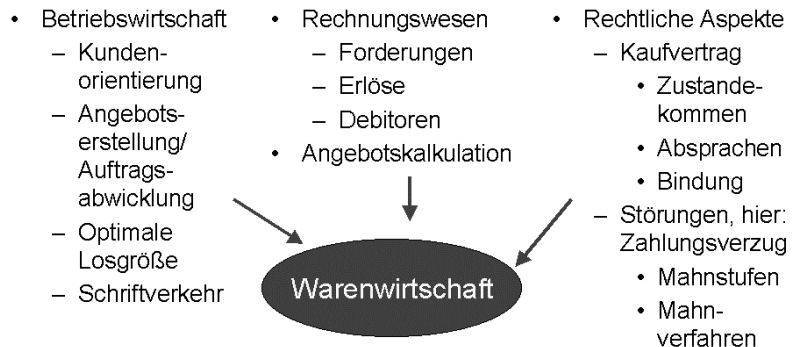 • Betriebswirtschaft
– Kunden-
orientierung
– Angebots-
erstellung/
Auftrags-
abwicklung
– Optimale
Losgröße
– Schriftverkehr
• Rechnungswesen
– Forderungen
– Erlöse
– Debitoren
• Angebotskalkulation
• Rechtliche Aspekte
– Kaufvertrag
• Zustande-
kommen
• Absprachen
• Bindung
– Störungen, hier:
Zahlungsverzug
• Mahnstufen
• Mahn-
verfahren
Warenwirtschaft